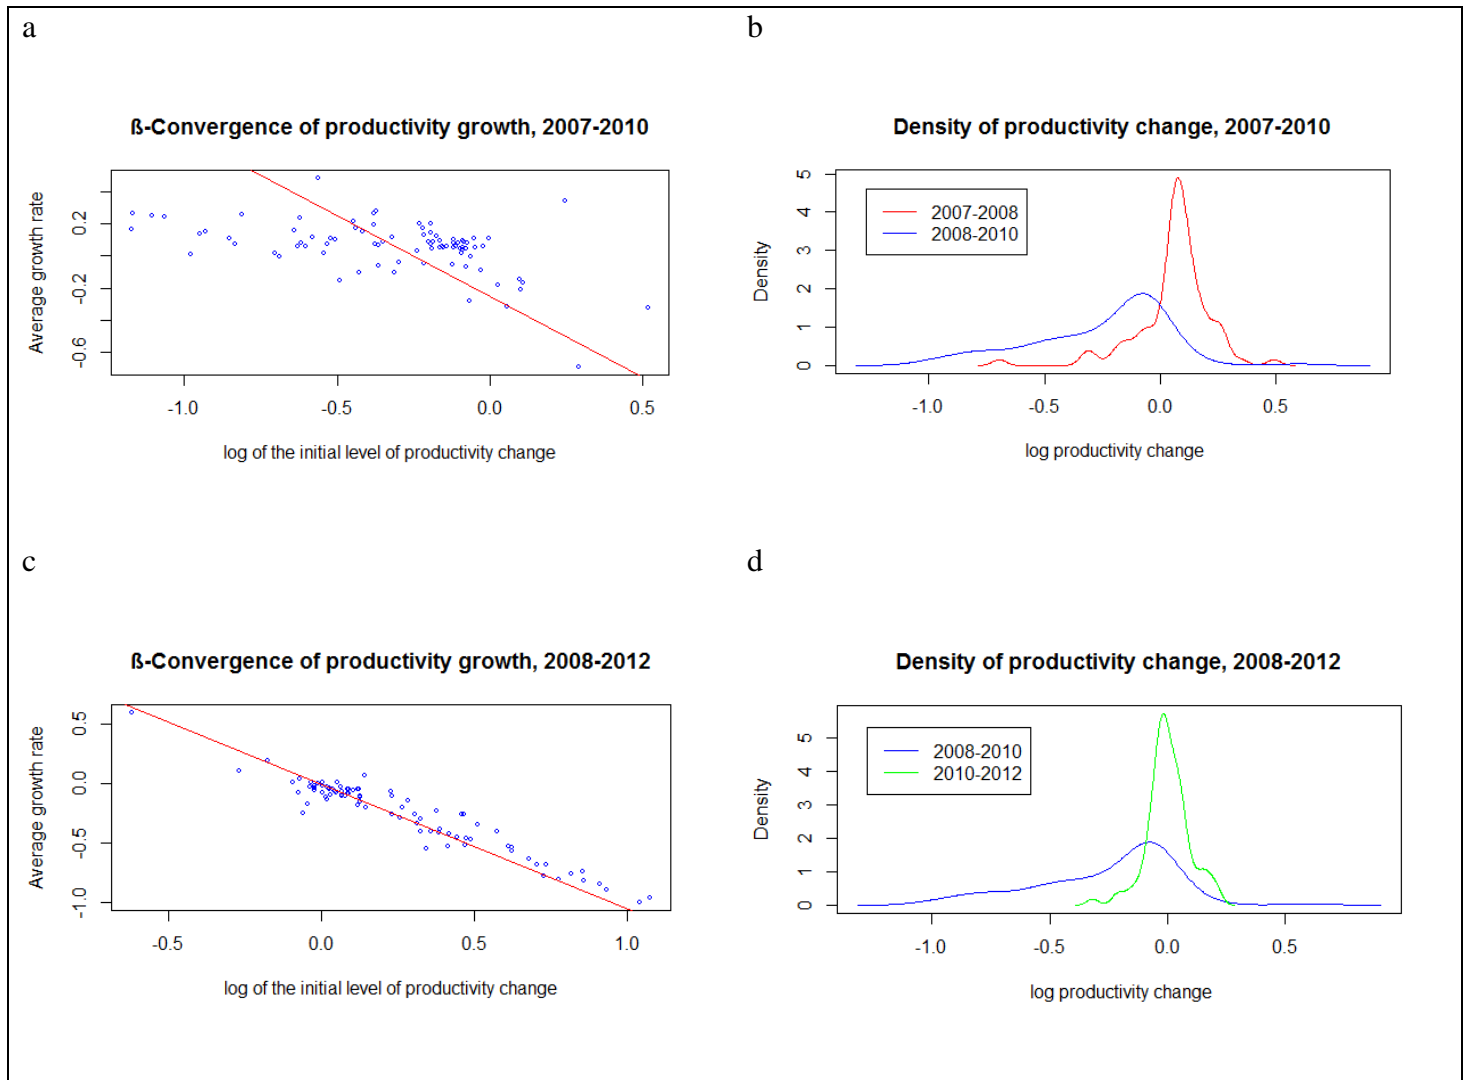 a
b
ß-Convergence of productivity growth, 2007-2010
Average growth rate
0.2
-0.2
-0.6
-1.0
-0.5
0.0
0.5
log of the initial level of productivity change
Density of productivity change, 2007-2010
2007-2008
2008-2010
Density
5
4
3
2
1
0
-1.0
-0.5
0.0
0.5
log productivity change
c
d
ß-Convergence of productivity growth, 2008-2012
Average growth rate
0.5
0.0
-0.5
-1.0
-0.5
0.0
0.5
1.0
log of the initial level of productivity change
Density of productivity change, 2008-2012
2008-2010
2010-2012
Density
5
4
3
2
1
0
-1.0
-0.5
0.0
0.5
log productivity change